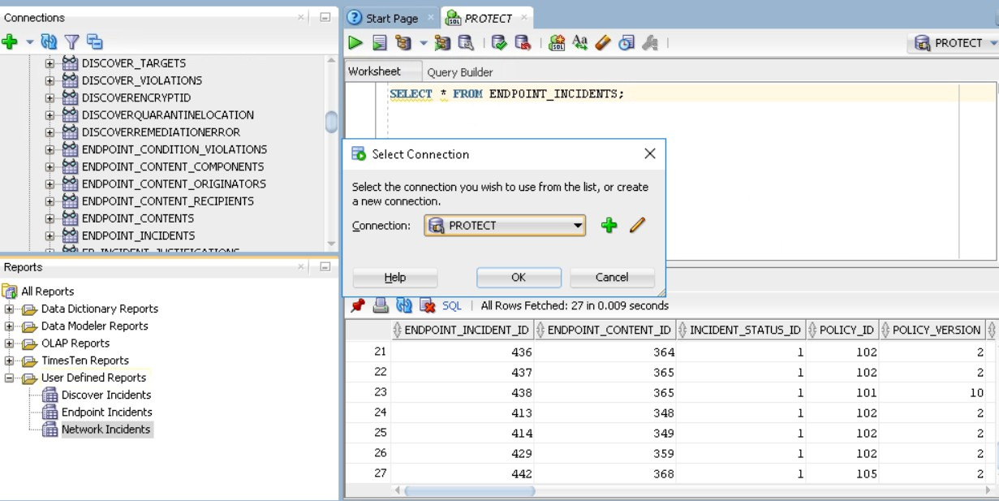 Connections
DISCOVER_TARGETS
DISCOVER_VIOLATIONS
DISCOVERENCRYPTID
DISCOVERQUARANTINELOCATION
DISCOVERREMEDIATIONERROR
ENDPOINT_CONDITION_VIOLATIONS
ENDPOINT_CONTENT_COMPONENTS
ENDPOINT_CONTENT_ORIGINATORS
ENDPOINT_CONTENT_RECIPIENTS
ENDPOINT_CONTENTS
ENDPOINT_INCIDENTS
Reports
All Reports
Data Dictionary Reports
Data Modeler Reports
OLAP Reports
TimesTen Reports
User Defined Reports
Discover Incidents
Endpoint Incidents
Network Incidents
Start Page PROTECT
PROTECT
Worksheet Query Builder
SELECT * FROM ENDPOINT_INCIDENTS;
Select Connection
Select the connection you wish to use from the list, or create
a new connection.
Connection: PROTECT
Help OK Cancel
SQL | All Rows Fetched: 27 in 0.009 seconds
ENDPOINT_INCIDENT_ID ENDPOINT_CONTENT_ID INCIDENT_STATUS_ID POLICY_ID POLICY_VERSION
21 436 364 1 102 2
22 437 365 1 102 2
23 438 365 1 101 10
24 413 348 1 102 2
25 414 349 1 102 2
26 429 359 1 102 2
27 442 368 1 105 2